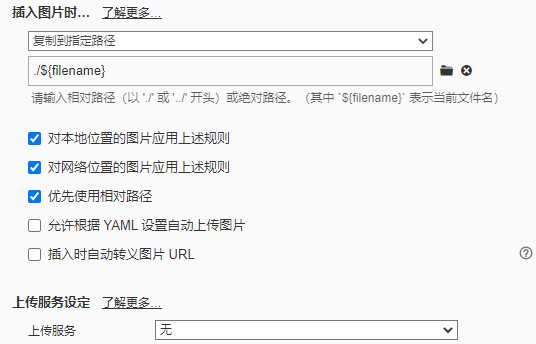 插入图片时... 了解更多...
复制到指定路径
./${filename}
请输入相对路径（以 './' 或 '../' 开头）或绝对路径。（其中 `${filename}` 表示当前文件名）
对本地位置的图片应用上述规则
对网络位置的图片应用上述规则
优先使用相对路径
允许根据 YAML 设置自动上传图片
插入时自动转义图片 URL
上传服务设定 了解更多...
上传服务 无